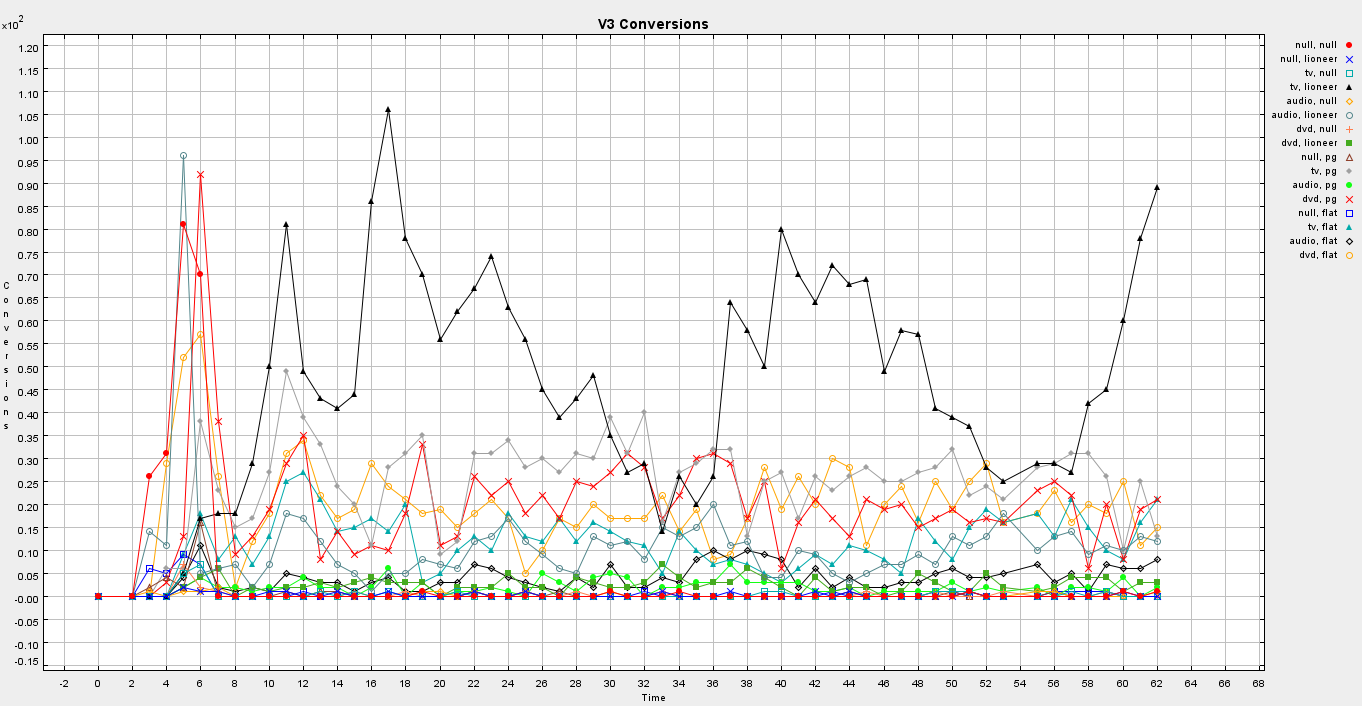 V3 Conversions
×10²
1.20
1.15
1.10
1.05
1.00
0.95
0.90
0.85
0.80
0.75
0.70
0.65
0.60
0.55
0.50
0.45
0.40
0.35
0.30
0.25
0.20
0.15
0.10
0.05
-0.00
-0.05
-0.10
-0.15
Conversions
-2 0 2 4 6 8 10 12 14 16 18 20 22 24 26 28 30 32 34 36 38 40 42 44 46 48 50 52 54 56 58 60 62 64 66 68
Time
null, null
null, lioneer
tv, null
tv, lioneer
audio, null
audio, lioneer
dvd, null
dvd, lioneer
null, pg
tv, pg
audio, pg
dvd, pg
null, flat
tv, flat
audio, flat
dvd, flat